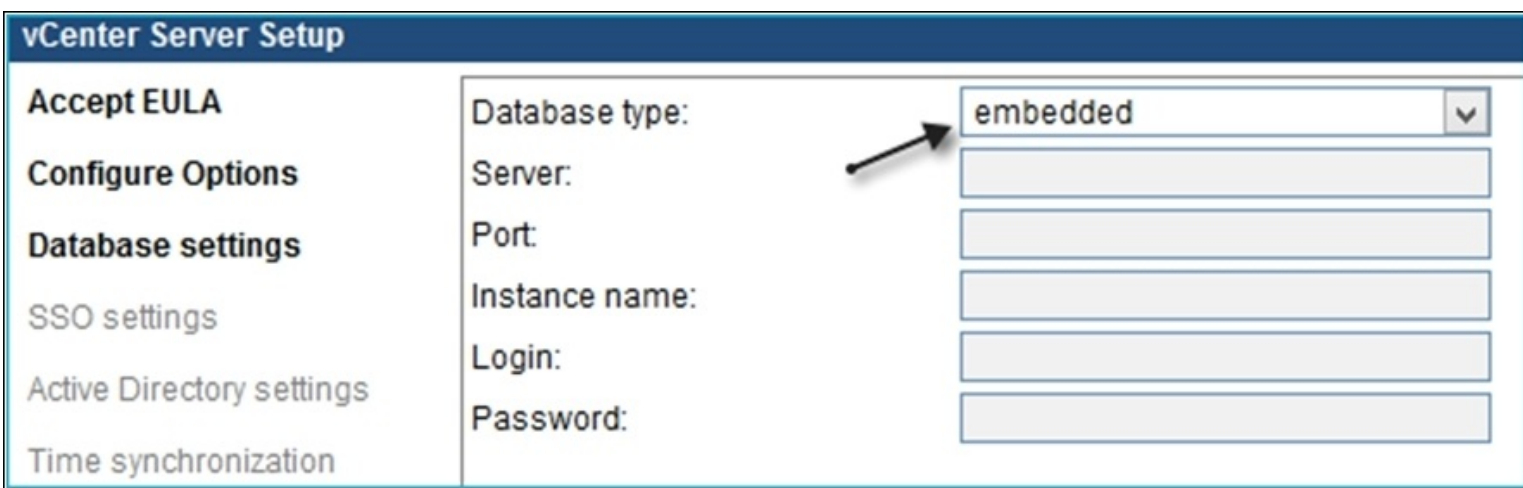 vCenter Server Setup
Accept EULA
Configure Options
Database settings
SSO settings
Active Directory settings
Time synchronization
Database type: embedded
Server:
Port:
Instance name:
Login:
Password: